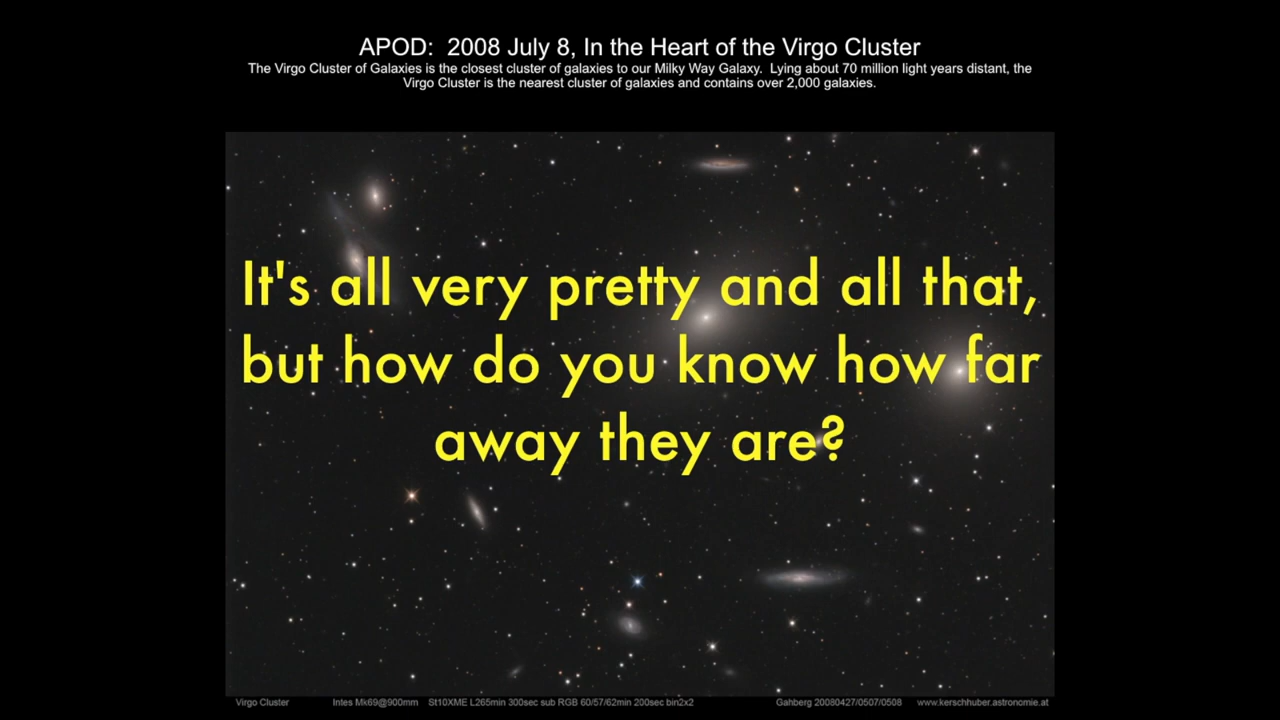 APOD:  2008 July 8, In the Heart of the Virgo Cluster
The Virgo Cluster of Galaxies is the closest cluster of galaxies to our Milky Way Galaxy.  Lying about 70 million light years distant, the
Virgo Cluster is the nearest cluster of galaxies and contains over 2,000 galaxies.
It's all very pretty and all that,
but how do you know how far
away they are?
Virgo Cluster    Intes Mk69@900mm    St10XME L265min 300sec sub RGB 60/57/62min 200sec bin2x2    Gahberg 20080427/0507/0508    www.kerschhuber.astronomie.at